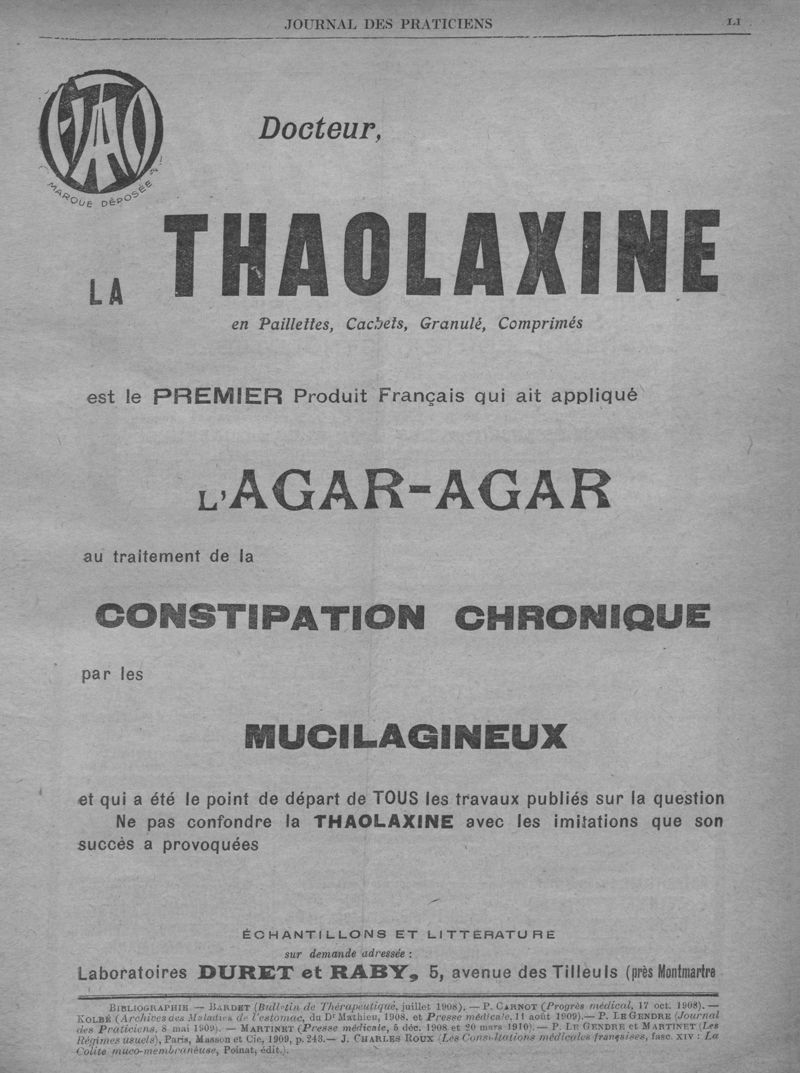 JOURNAL DES PRATICIENS
LI
TAO
MARQUE DÉPOSÉE
Docteur,
LA THAOLAXINE
en Paillettes, Cachets, Granulé, Comprimés
est le PREMIER Produit Français qui ait appliqué
L'AGAR-AGAR
au traitement de la
CONSTIPATION CHRONIQUE
par les
MUCILAGINEUX
et qui a été le point de départ de TOUS les travaux publiés sur la question
Ne pas confondre la THAOLAXINE avec les imitations que son
succès a provoquées
ÉCHANTILLONS ET LITTÉRATURE
sur demande adressée :
Laboratoires DURET et RABY, 5, avenue des Tilleuls (près Montmartre
BIBLIOGRAPHIE — BARDET (Bulletin de Thérapeutique, juillet 1908). — P. CARNOT (Progrès médical, 17 oct. 1908). —
KOLBÉ (Archives des Maladies de l'estomac, du Dr Mathieu, 1908. et Presse médicale, 11 août 1909).— P. LE GENDRE (Journal
des Praticiens, 8 mai 1909). — MARTINET (Presse médicale, 5 déc. 1908 et 20 mars 1910).— P. LE GENDRE et MARTINET (Les
Régimes usuels), Paris, Masson et Cie, 1909, p. 243.— J. CHARLES ROUX (Les Consultations médicales françaises, fasc. XIV : La
Colite muco-membraneuse, Poinat, édit.).